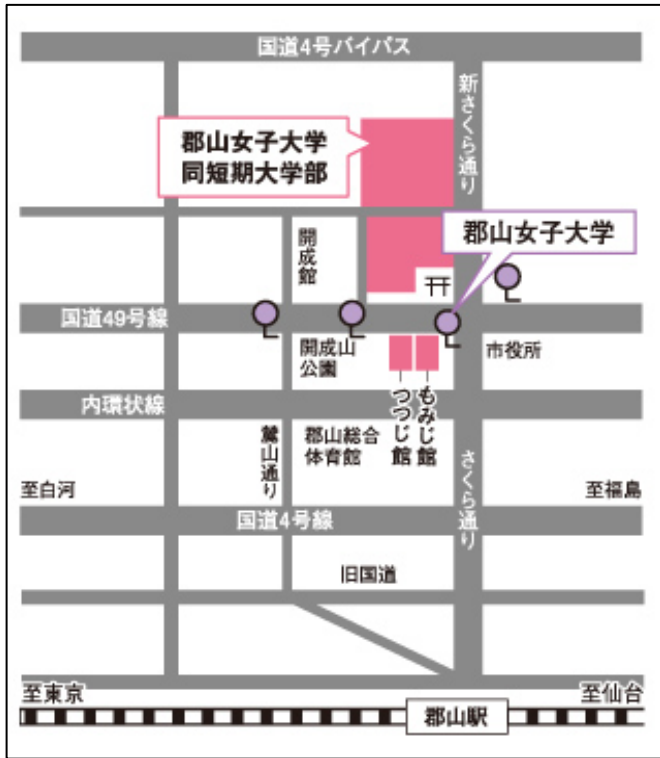 国道4号バイパス
新さくら通り
郡山女子大学
同短期大学部
郡山女子大学
開成館
国道49号線
開成山
公園
市役所
内環状線
つつじ館
もみじ館
鷲山通り
郡山総合
体育館
さくら通り
至白河
至福島
国道4号線
旧国道
至東京
至仙台
郡山駅